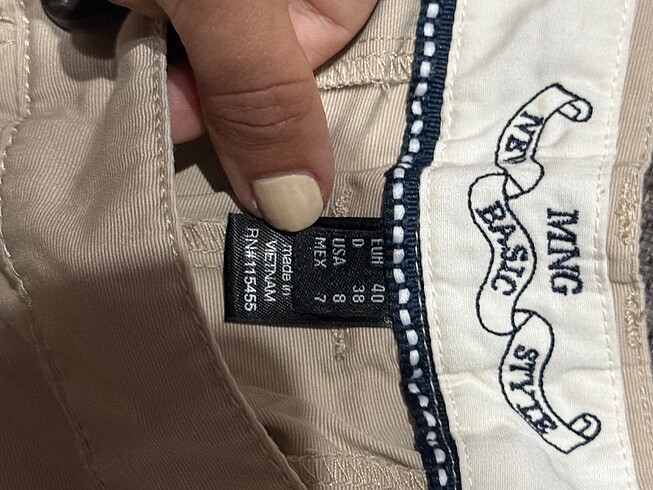 MNG
NEW
BASIC
STYLE
EUR 40
D 38
USA 8
MEX 7
made in
VIETNAM
RN#115455